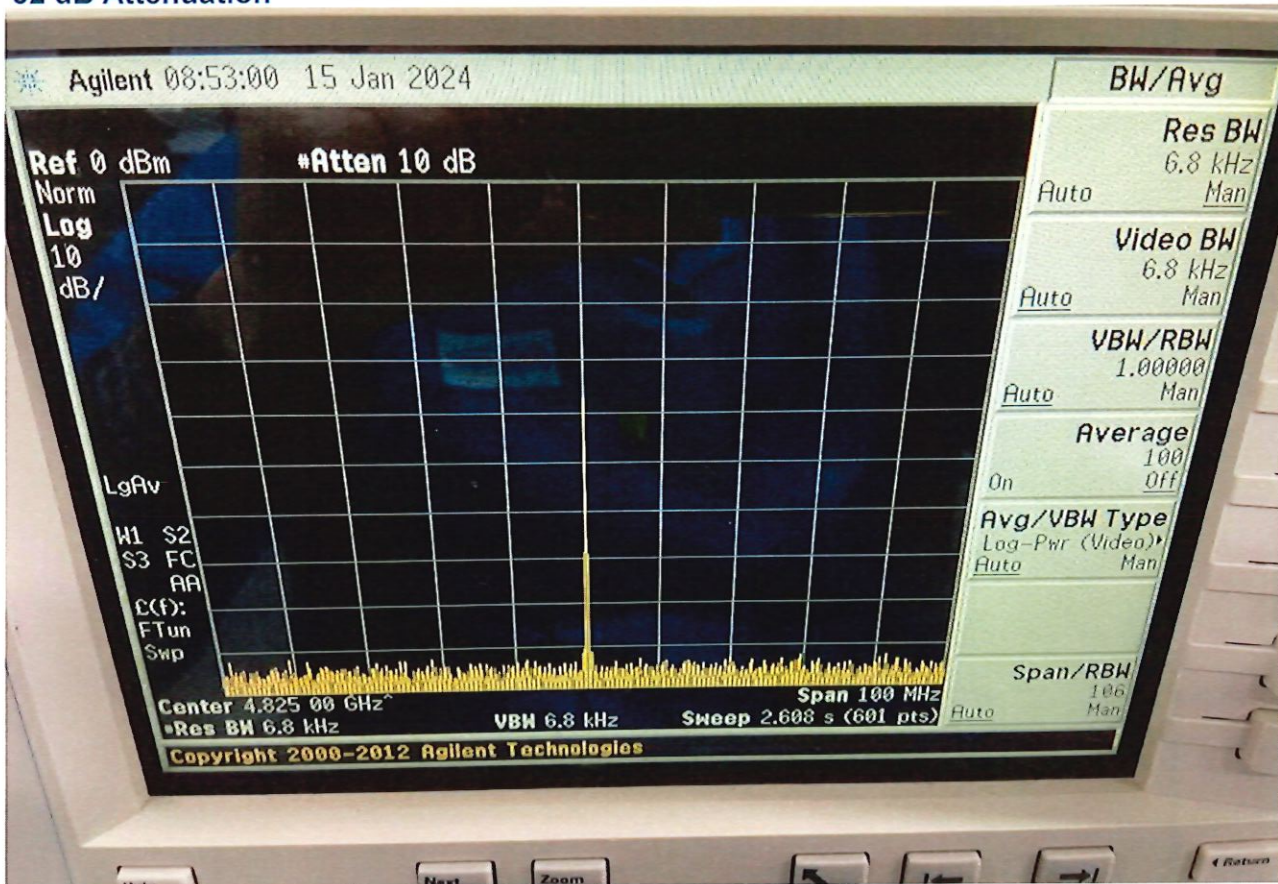 dB Attenuation
Agilent 08:53:00 15 Jan 2024
BW/Avg
Ref 0 dBm #Atten 10 dB
Norm
Log
10
dB/
LgAv
W1 S2
S3 FC
AA
£(f):
FTun
Swp
Center 4.825 00 GHz^
Span 100 MHz
#Res BW 6.8 kHz VBW 6.8 kHz Sweep 2.608 s (601 pts)
Copyright 2000-2012 Agilent Technologies
Res BW
6.8 kHz
Auto Man
Video BW
6.8 kHz
Auto Man
VBW/RBW
1.00000
Auto Man
Average
100
On Off
Avg/VBW Type
Log-Pwr (Video)▸
Auto Man
Span/RBW
106
Auto Man
Next
Zoom
◂ Return